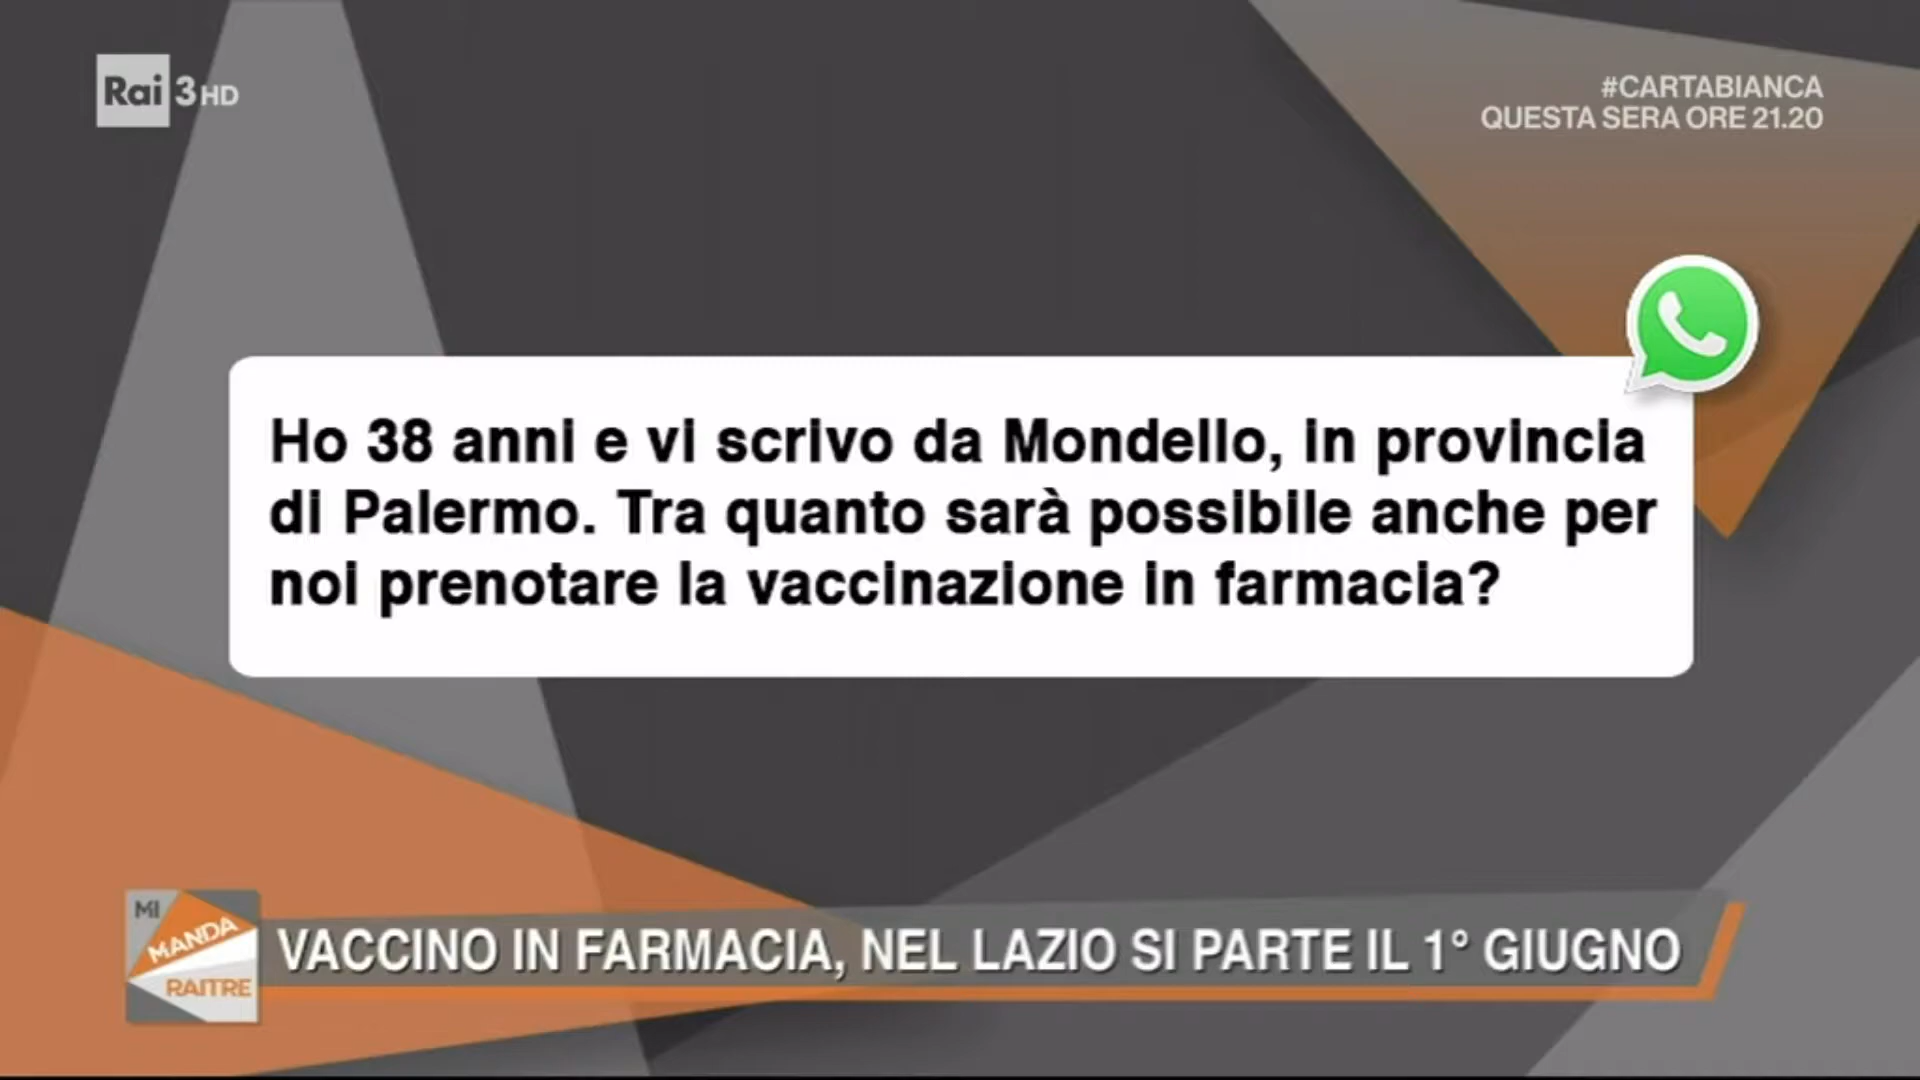 Rai 3 HD
#CARTABIANCA
QUESTA SERA ORE 21.20
Ho 38 anni e vi scrivo da Mondello, in provincia
di Palermo. Tra quanto sarà possibile anche per
noi prenotare la vaccinazione in farmacia?
MI
MANDA
RAITRE
VACCINO IN FARMACIA, NEL LAZIO SI PARTE IL 1° GIUGNO